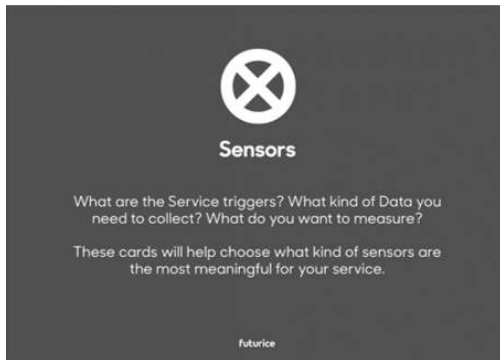 Sensors
What are the Service triggers? What kind of Data you
need to collect? What do you want to measure?
These cards will help choose what kind of sensors are
the most meaningful for your service.
futurice